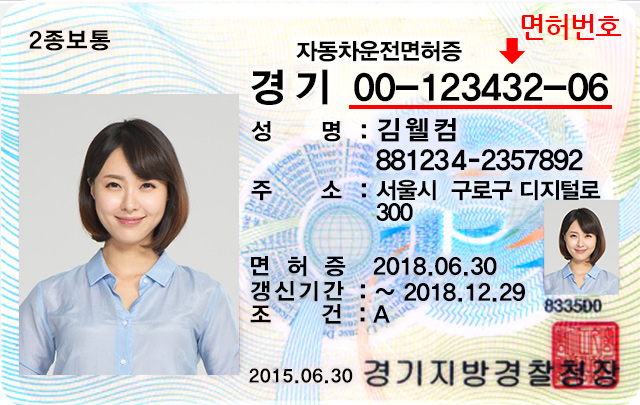 2종보통
면허번호
자동차운전면허증
경기 00-123432-06
성 명 : 김웰컴
881234-2357892
주 소 : 서울시 구로구 디지털로
300
면 허 증 2018.06.30
갱신기간 : ~ 2018.12.29
조 건 : A
833500
2015.06.30 경기지방경찰청장